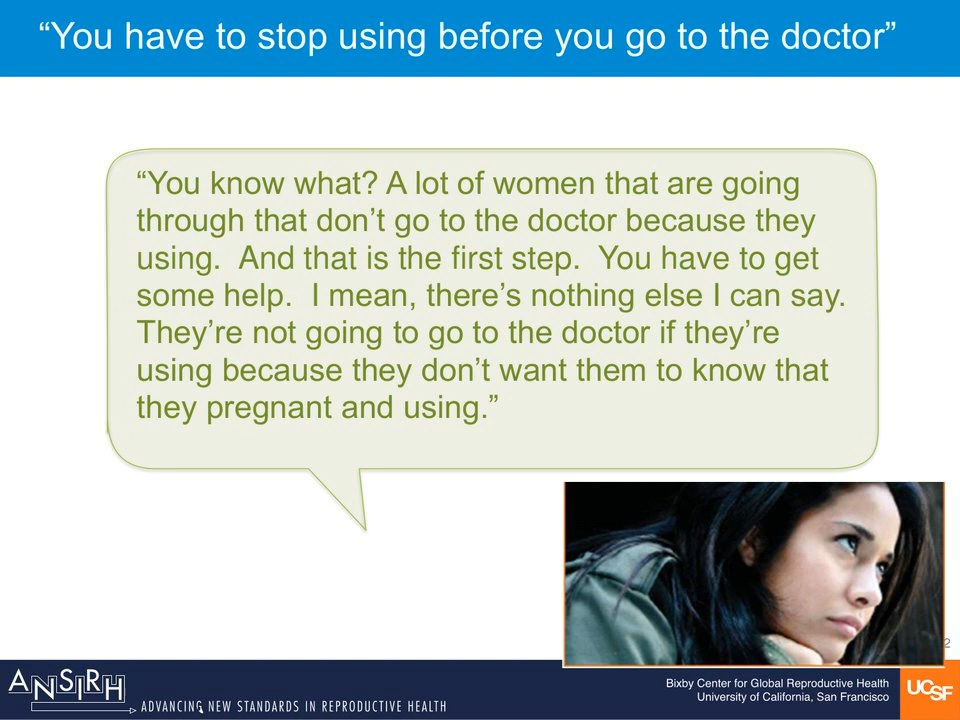 “You have to stop using before you go to the doctor”
“You know what? A lot of women that are going
through that don’t go to the doctor because they
using.  And that is the first step.  You have to get
some help.  I mean, there’s nothing else I can say.
They’re not going to go to the doctor if they’re
using because they don’t want them to know that
they pregnant and using.”
2
ANSIRH
ADVANCING NEW STANDARDS IN REPRODUCTIVE HEALTH
Bixby Center for Global Reproductive Health
University of California, San Francisco
UCSF